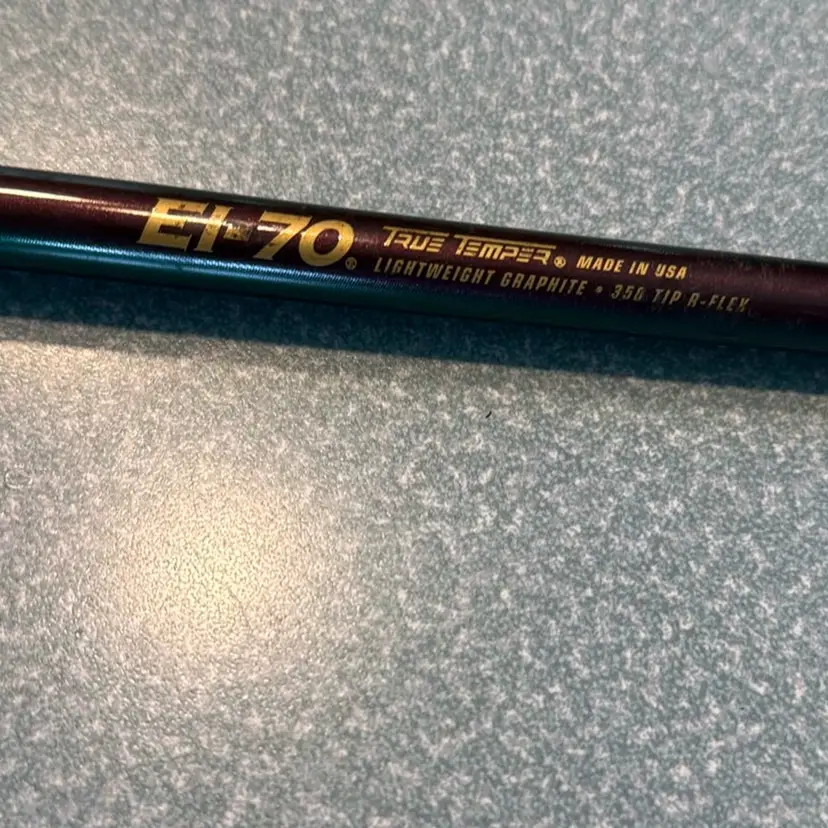 EI-70® TRUE TEMPER® MADE IN USA
LIGHTWEIGHT GRAPHITE • 350 TIP R-FLEX